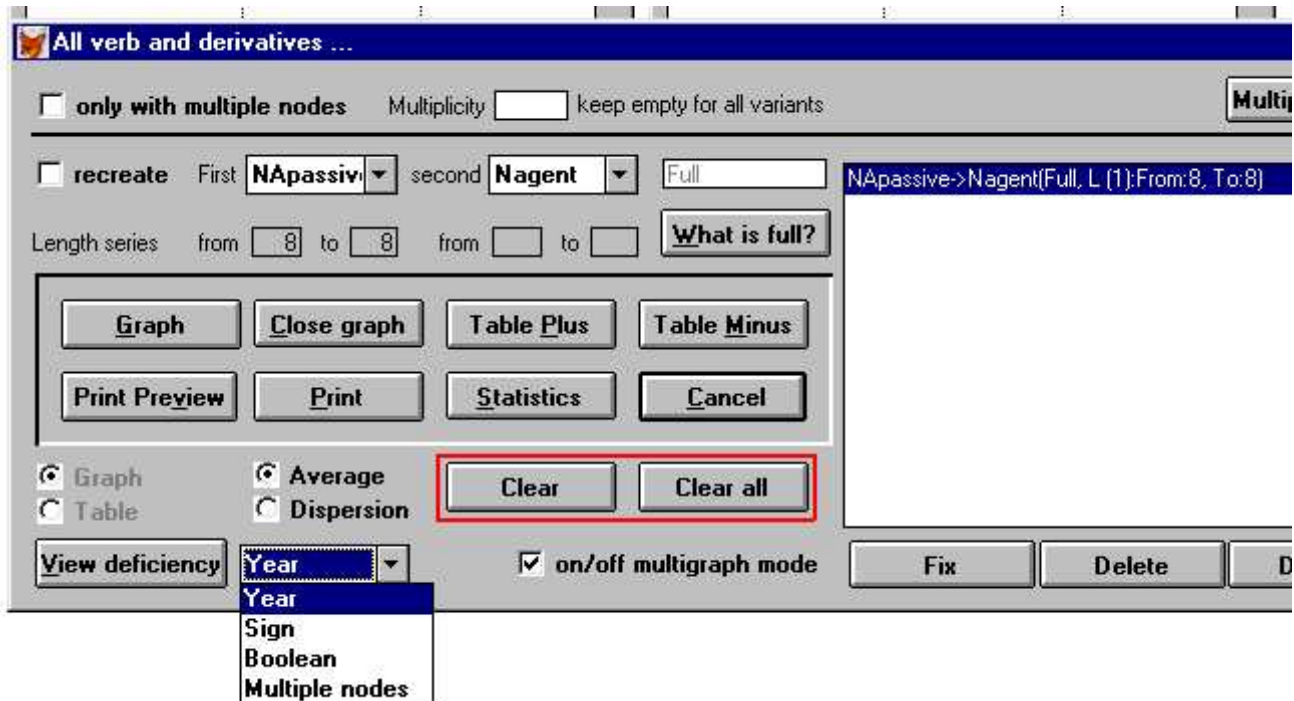 All verb and derivatives ...
only with multiple nodes Multiplicity keep empty for all variants
recreate First NApassiv second Nagent Full
NApassive->Nagent(Full, L (1):From:8, To:8)
Length series from 8 to 8 from to What is full?
Graph Close graph Table Plus Table Minus
Print Preview Print Statistics Cancel
Graph Average Clear Clear all
Table Dispersion
View deficiency Year on/off multigraph mode Fix Delete D
Year
Sign
Boolean
Multiple nodes